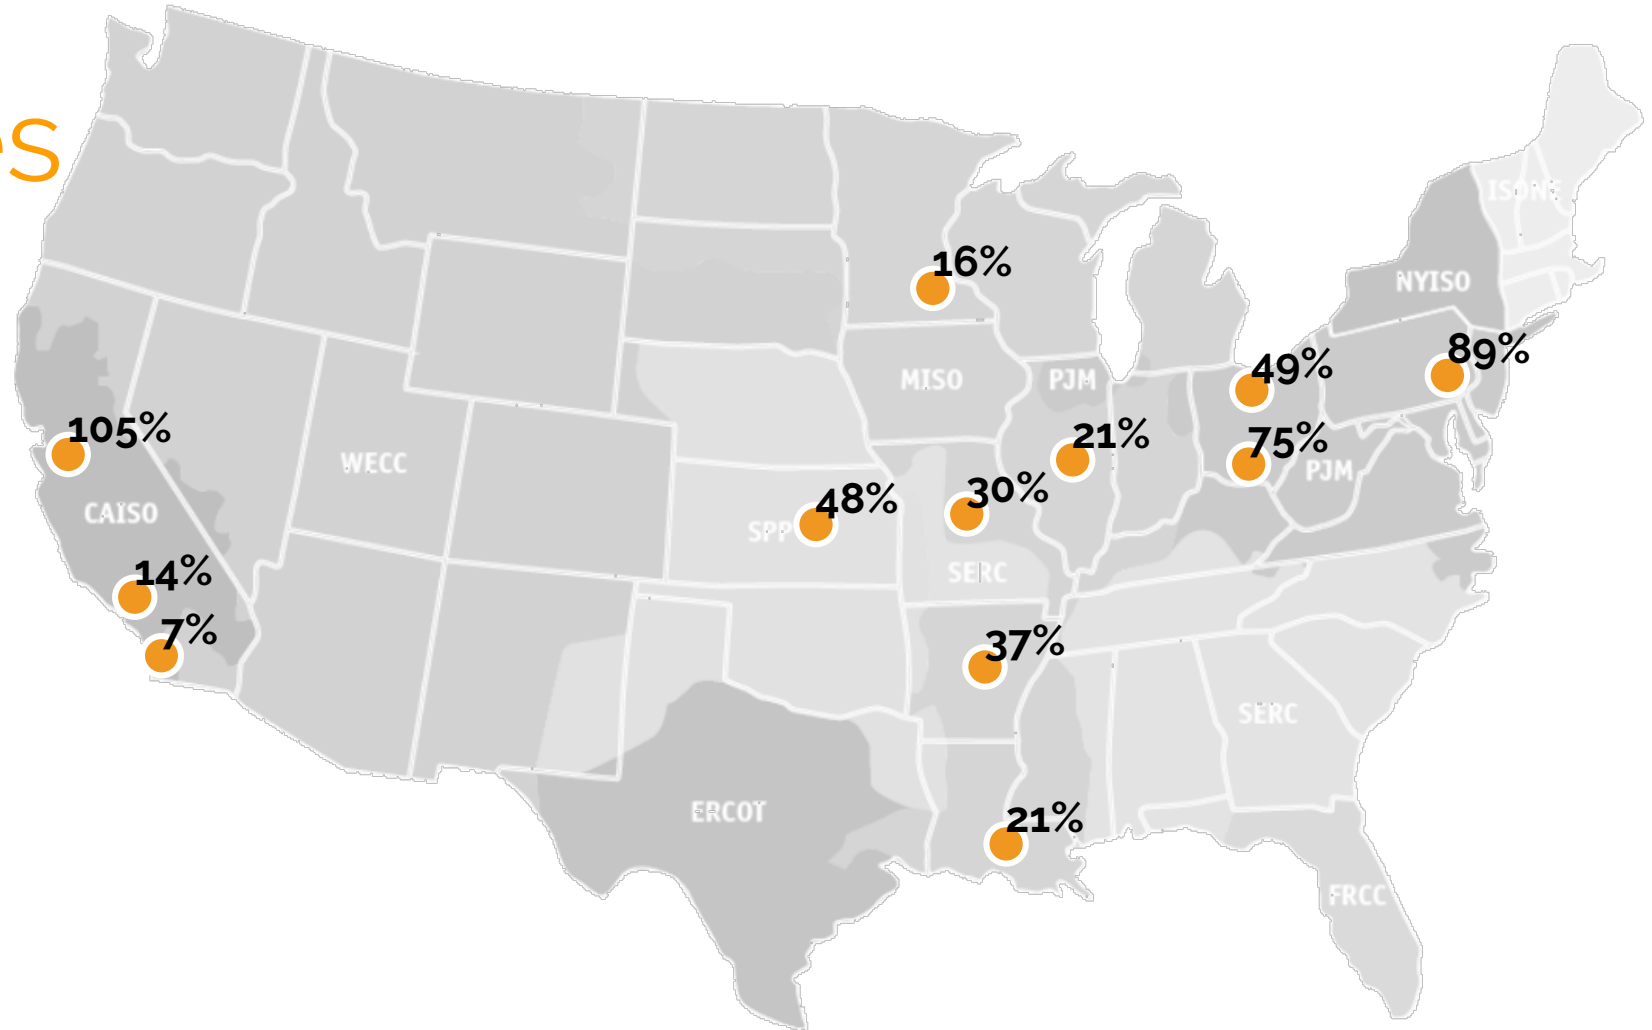 es
ISONE
16%
NYISO
49%
89%
MISO
PJM
105%
21%
75%
WECC
PJM
48%
30%
CAISO
SPP
14%
SERC
7%
37%
SERC
ERCOT
21%
FRCC